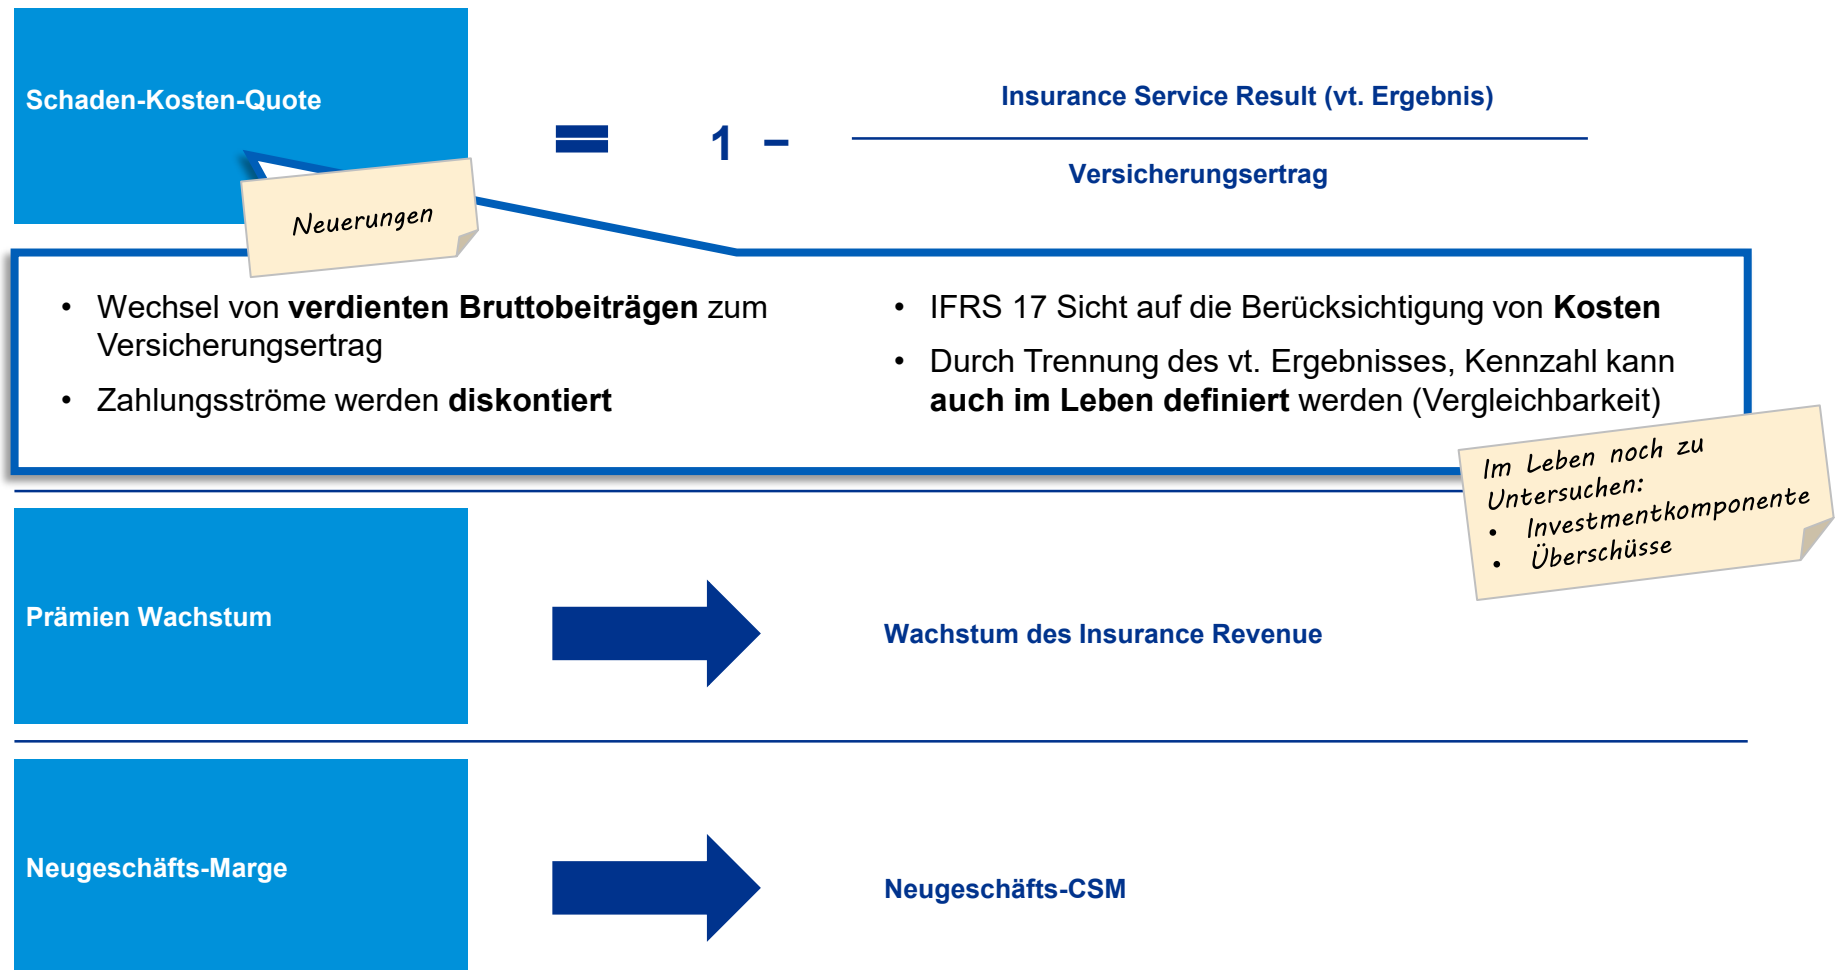 Schaden-Kosten-Quote
= 1 –
Insurance Service Result (vt. Ergebnis)
Versicherungsertrag
Neuerungen
• Wechsel von verdienten Bruttobeiträgen zum
Versicherungsertrag
• Zahlungsströme werden diskontiert
• IFRS 17 Sicht auf die Berücksichtigung von Kosten
• Durch Trennung des vt. Ergebnisses, Kennzahl kann
auch im Leben definiert werden (Vergleichbarkeit)
Im Leben noch zu
Untersuchen:
• Investmentkomponente
• Überschüsse
Prämien Wachstum
Wachstum des Insurance Revenue
Neugeschäfts-Marge
Neugeschäfts-CSM